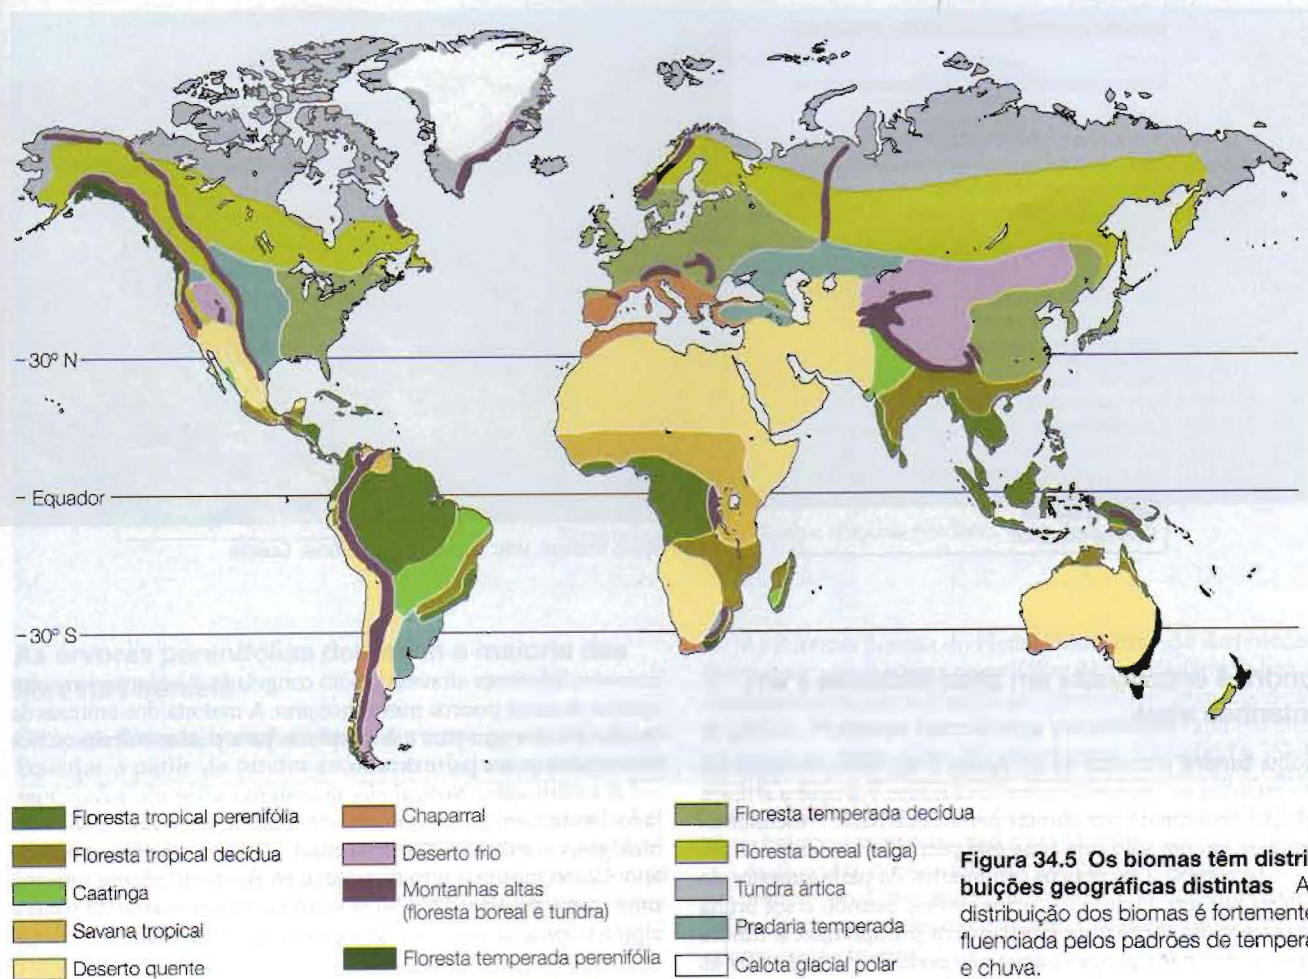 30º N
Equador
30º S
Floresta tropical perenifólia
Floresta tropical decídua
Caatinga
Savana tropical
Deserto quente
Chaparral
Deserto frio
Montanhas altas
(floresta boreal e tundra)
Floresta temperada perenifólia
Floresta temperada decídua
Floresta boreal (taiga)
Tundra ártica
Pradaria temperada
Calota glacial polar
Figura 34.5 Os biomas têm distri-
buições geográficas distintas A
distribuição dos biomas é fortemente
fluenciada pelos padrões de tempera
e chuva.